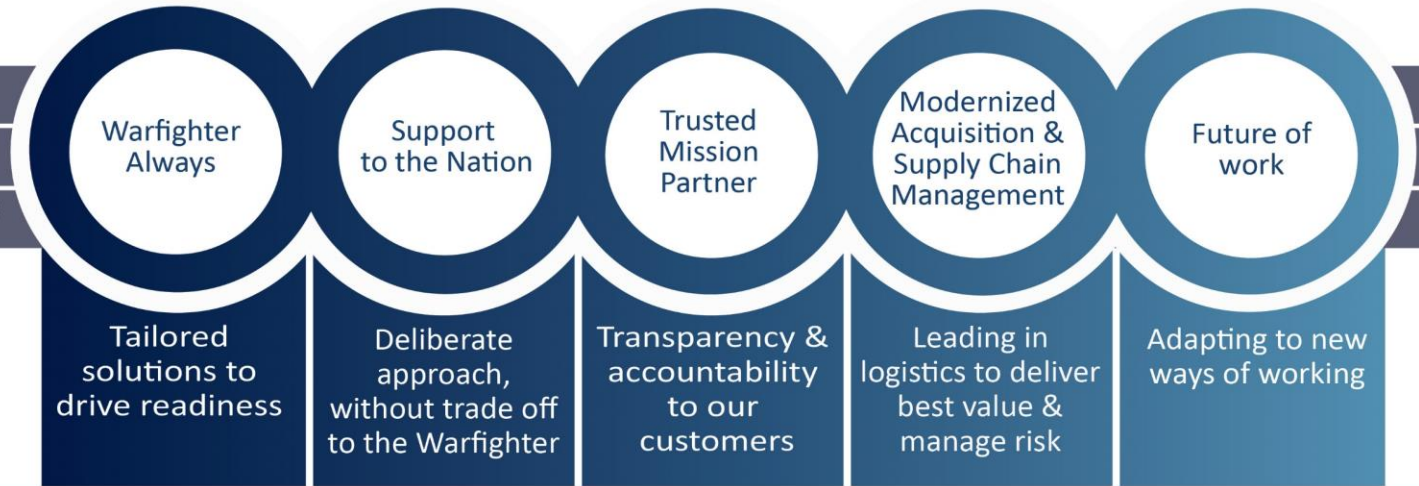 Warfighter
Always
Support
to the Nation
Trusted
Mission
Partner
Modernized
Acquisition &
Supply Chain
Management
Future of
work
Tailored
solutions to
drive readiness
Deliberate
approach,
without trade off
to the Warfighter
Transparency &
accountability
to our
customers
Leading in
logistics to deliver
best value &
manage risk
Adapting to new
ways of working